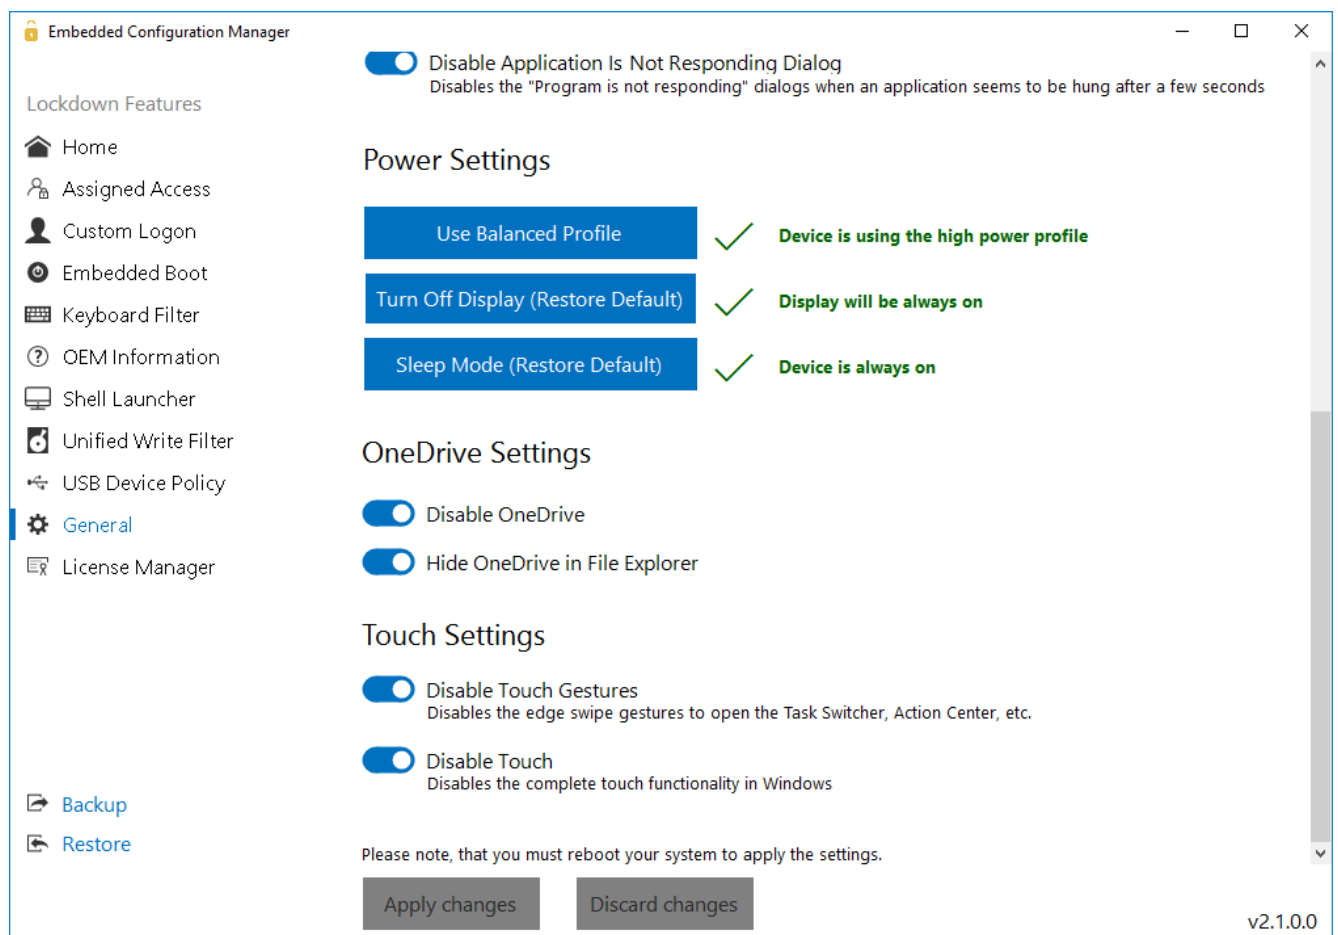 Embedded Configuration Manager
Lockdown Features
Home
Assigned Access
Custom Logon
Embedded Boot
Keyboard Filter
OEM Information
Shell Launcher
Unified Write Filter
USB Device Policy
General
License Manager
Backup
Restore
Disable Application Is Not Responding Dialog
Disables the "Program is not responding" dialogs when an application seems to be hung after a few seconds
Power Settings
Use Balanced Profile
Device is using the high power profile
Turn Off Display (Restore Default)
Display will be always on
Sleep Mode (Restore Default)
Device is always on
OneDrive Settings
Disable OneDrive
Hide OneDrive in File Explorer
Touch Settings
Disable Touch Gestures
Disables the edge swipe gestures to open the Task Switcher, Action Center, etc.
Disable Touch
Disables the complete touch functionality in Windows
Please note, that you must reboot your system to apply the settings.
Apply changes
Discard changes
v2.1.0.0